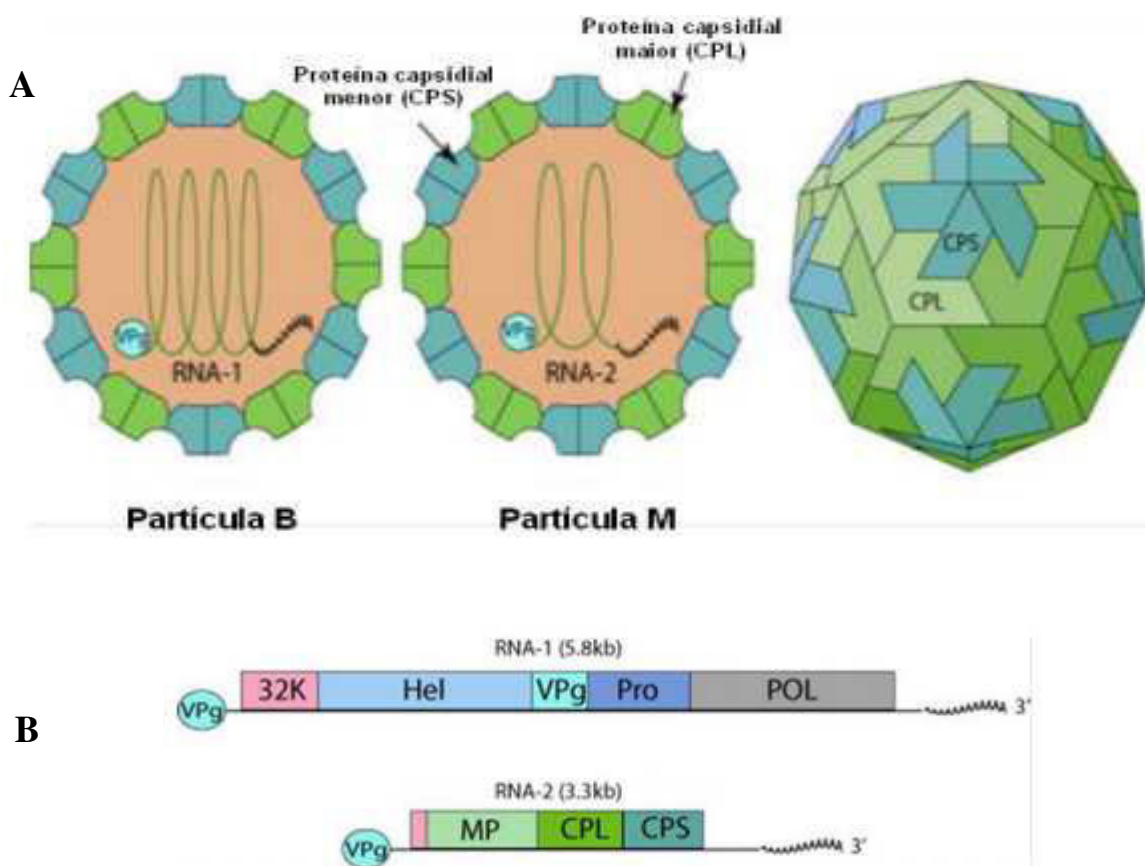 A
Proteína capsidial
menor (CPS)
Proteína capsidial
maior (CPL)
VPg
RNA-1
VPg
RNA-2
CPS
CPL
Partícula B
Partícula M
B
RNA-1 (5.8kb)
VPg
32K
Hel
VPg
Pro
POL
3'
RNA-2 (3.3kb)
VPg
MP
CPL
CPS
3'